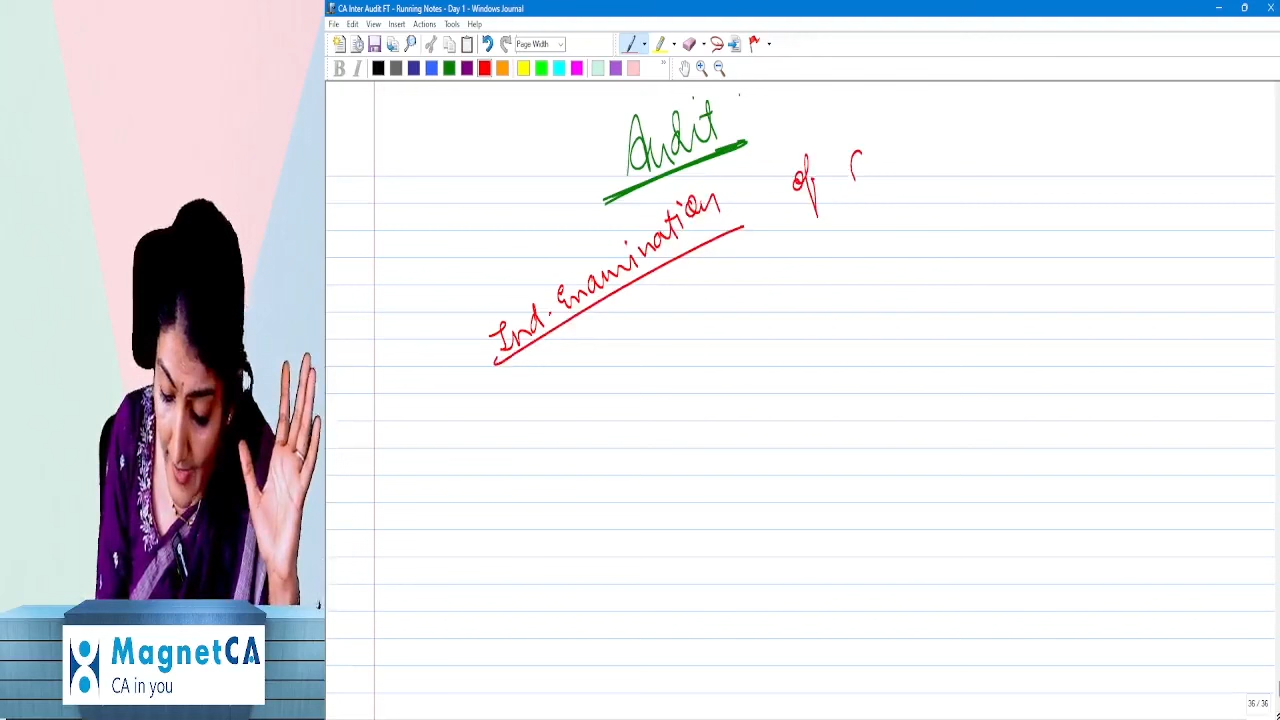 CA Inter Audit FT - Running Notes - Day 1 - Windows Journal
File Edit View Insert Actions Tools Help
Page Width
B I
Audit
Ind. Examination of
MagnetCA
CA in you
36 / 36